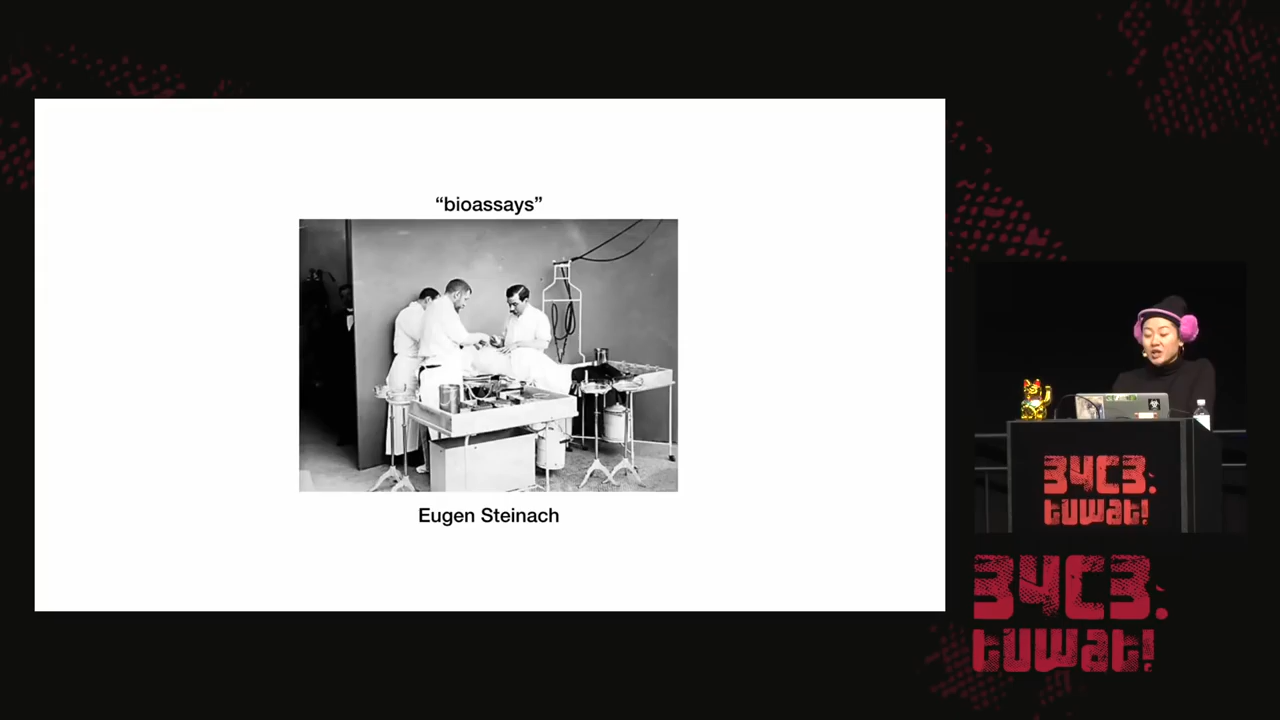 “bioassays”
Eugen Steinach
34C3:
tuwat!
34C3:
tuwat!